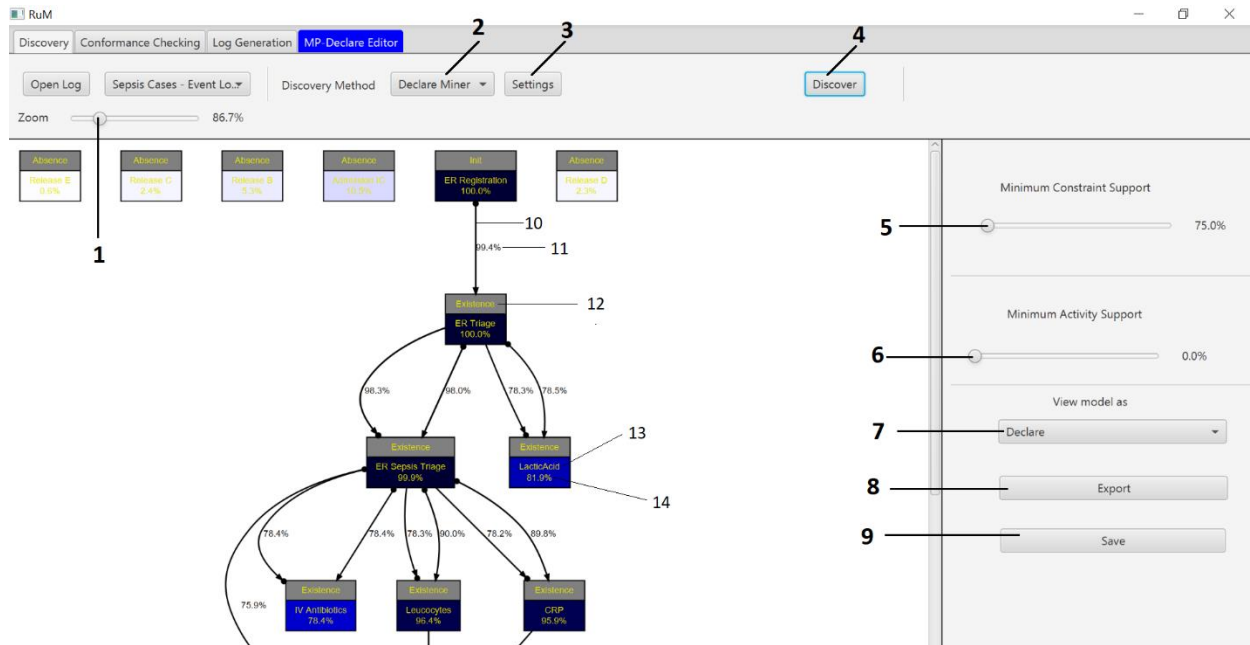 RuM
2
3
4
Discovery
Conformance Checking
Log Generation
MP-Declare Editor
Open Log
Sepsis Cases - Event Lo..
Discovery Method
Declare Miner
Settings
Discover
Zoom
86.7%
1
Absence
Release E
0.6%
Absence
Release C
2.4%
Absence
Release B
5.3%
Absence
Admission IC
10.0%
Init
ER Registration
100.0%
Absence
Release D
2.3%
10
99.4%
11
Existence
12
ER Triage
100.0%
98.3%
98.0%
78.3%
78.5%
Existence
ER Sepsis Triage
99.9%
Existence
LacticAcid
81.9%
13
14
78.4%
78.4%
78.3%
90.0%
78.2%
89.8%
75.9%
Existence
IV Antibiotics
78.4%
Existence
Leucocytes
96.4%
Existence
CRP
95.9%
Minimum Constraint Support
5
75.0%
Minimum Activity Support
6
0.0%
View model as
7
Declare
8
Export
9
Save